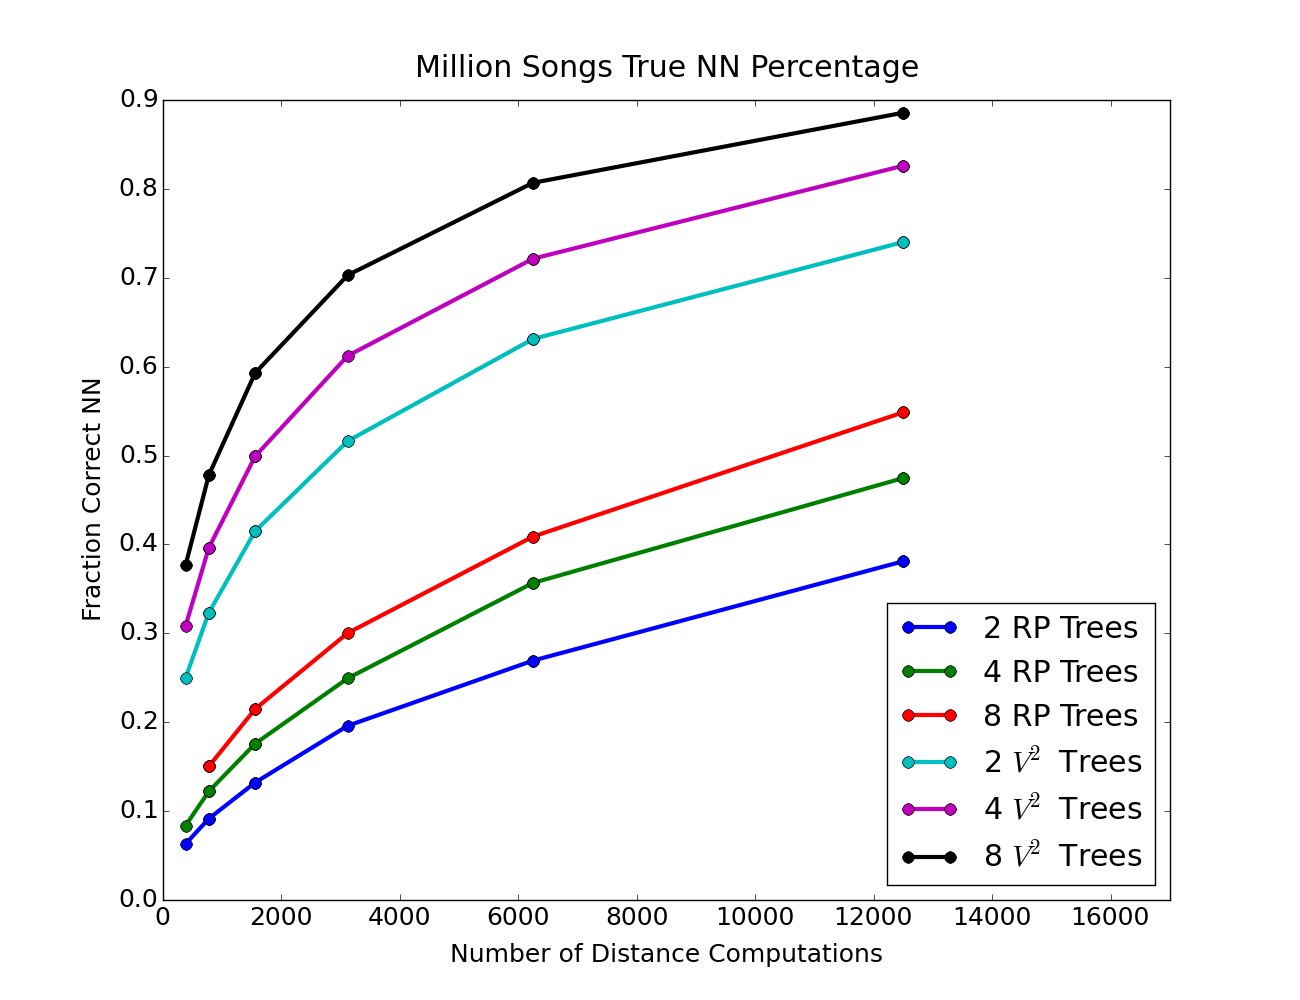 Million Songs True NN Percentage
0.9
0.8
0.7
0.6
0.5
0.4
0.3
0.2
0.1
0.0
Fraction Correct NN
2 RP Trees
4 RP Trees
8 RP Trees
2 V² Trees
4 V² Trees
8 V² Trees
0 2000 4000 6000 8000 10000 12000 14000 16000
Number of Distance Computations